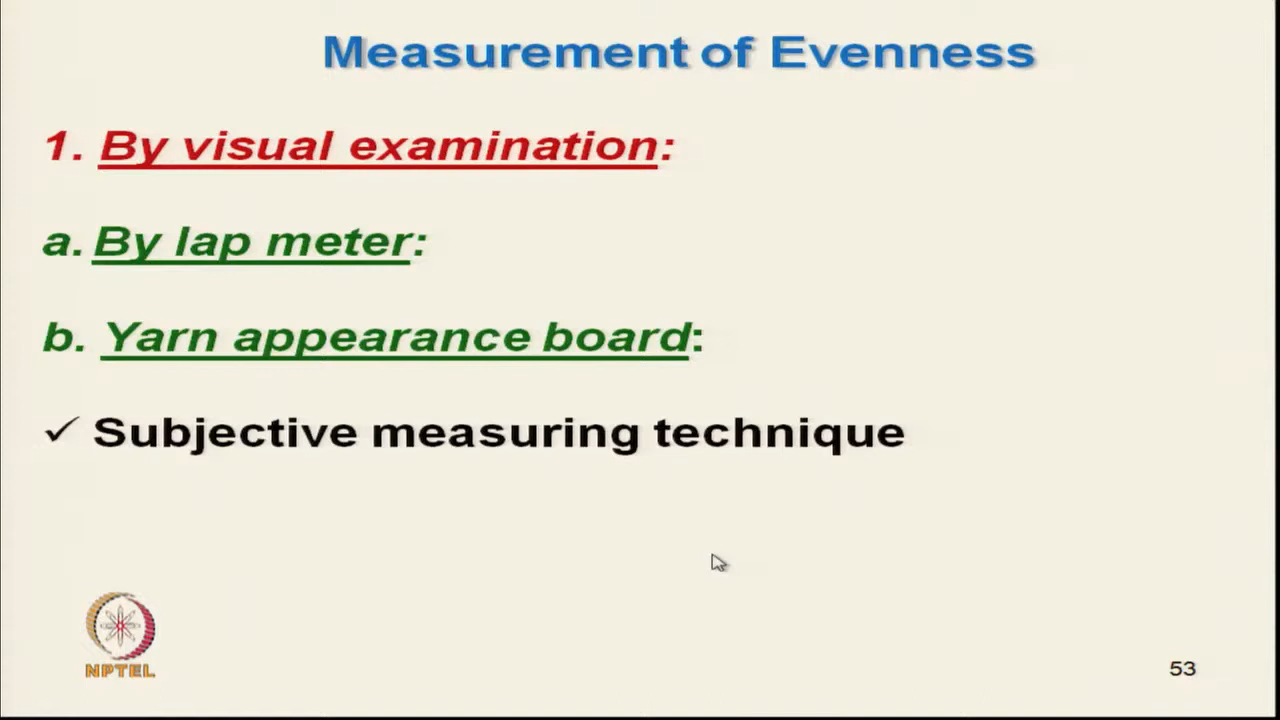 Measurement of Evenness
1. By visual examination:
a. By lap meter:
b. Yarn appearance board:
✓ Subjective measuring technique
NPTEL
53